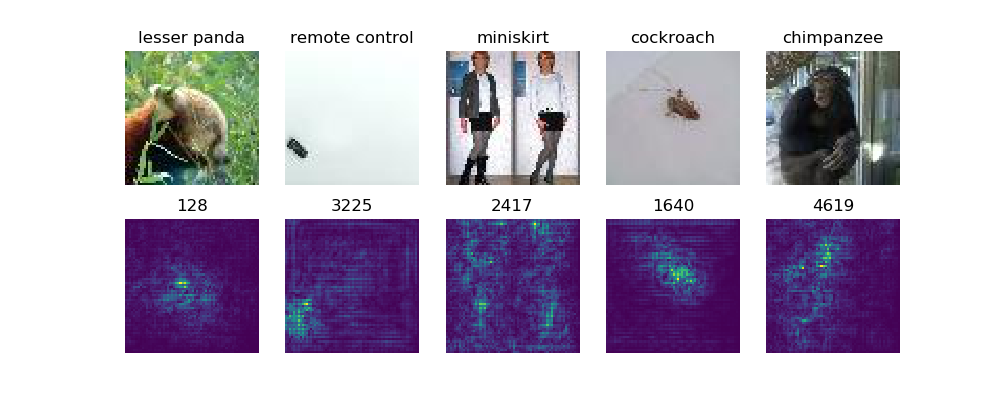 lesser panda
remote control
miniskirt
cockroach
chimpanzee
128
3225
2417
1640
4619